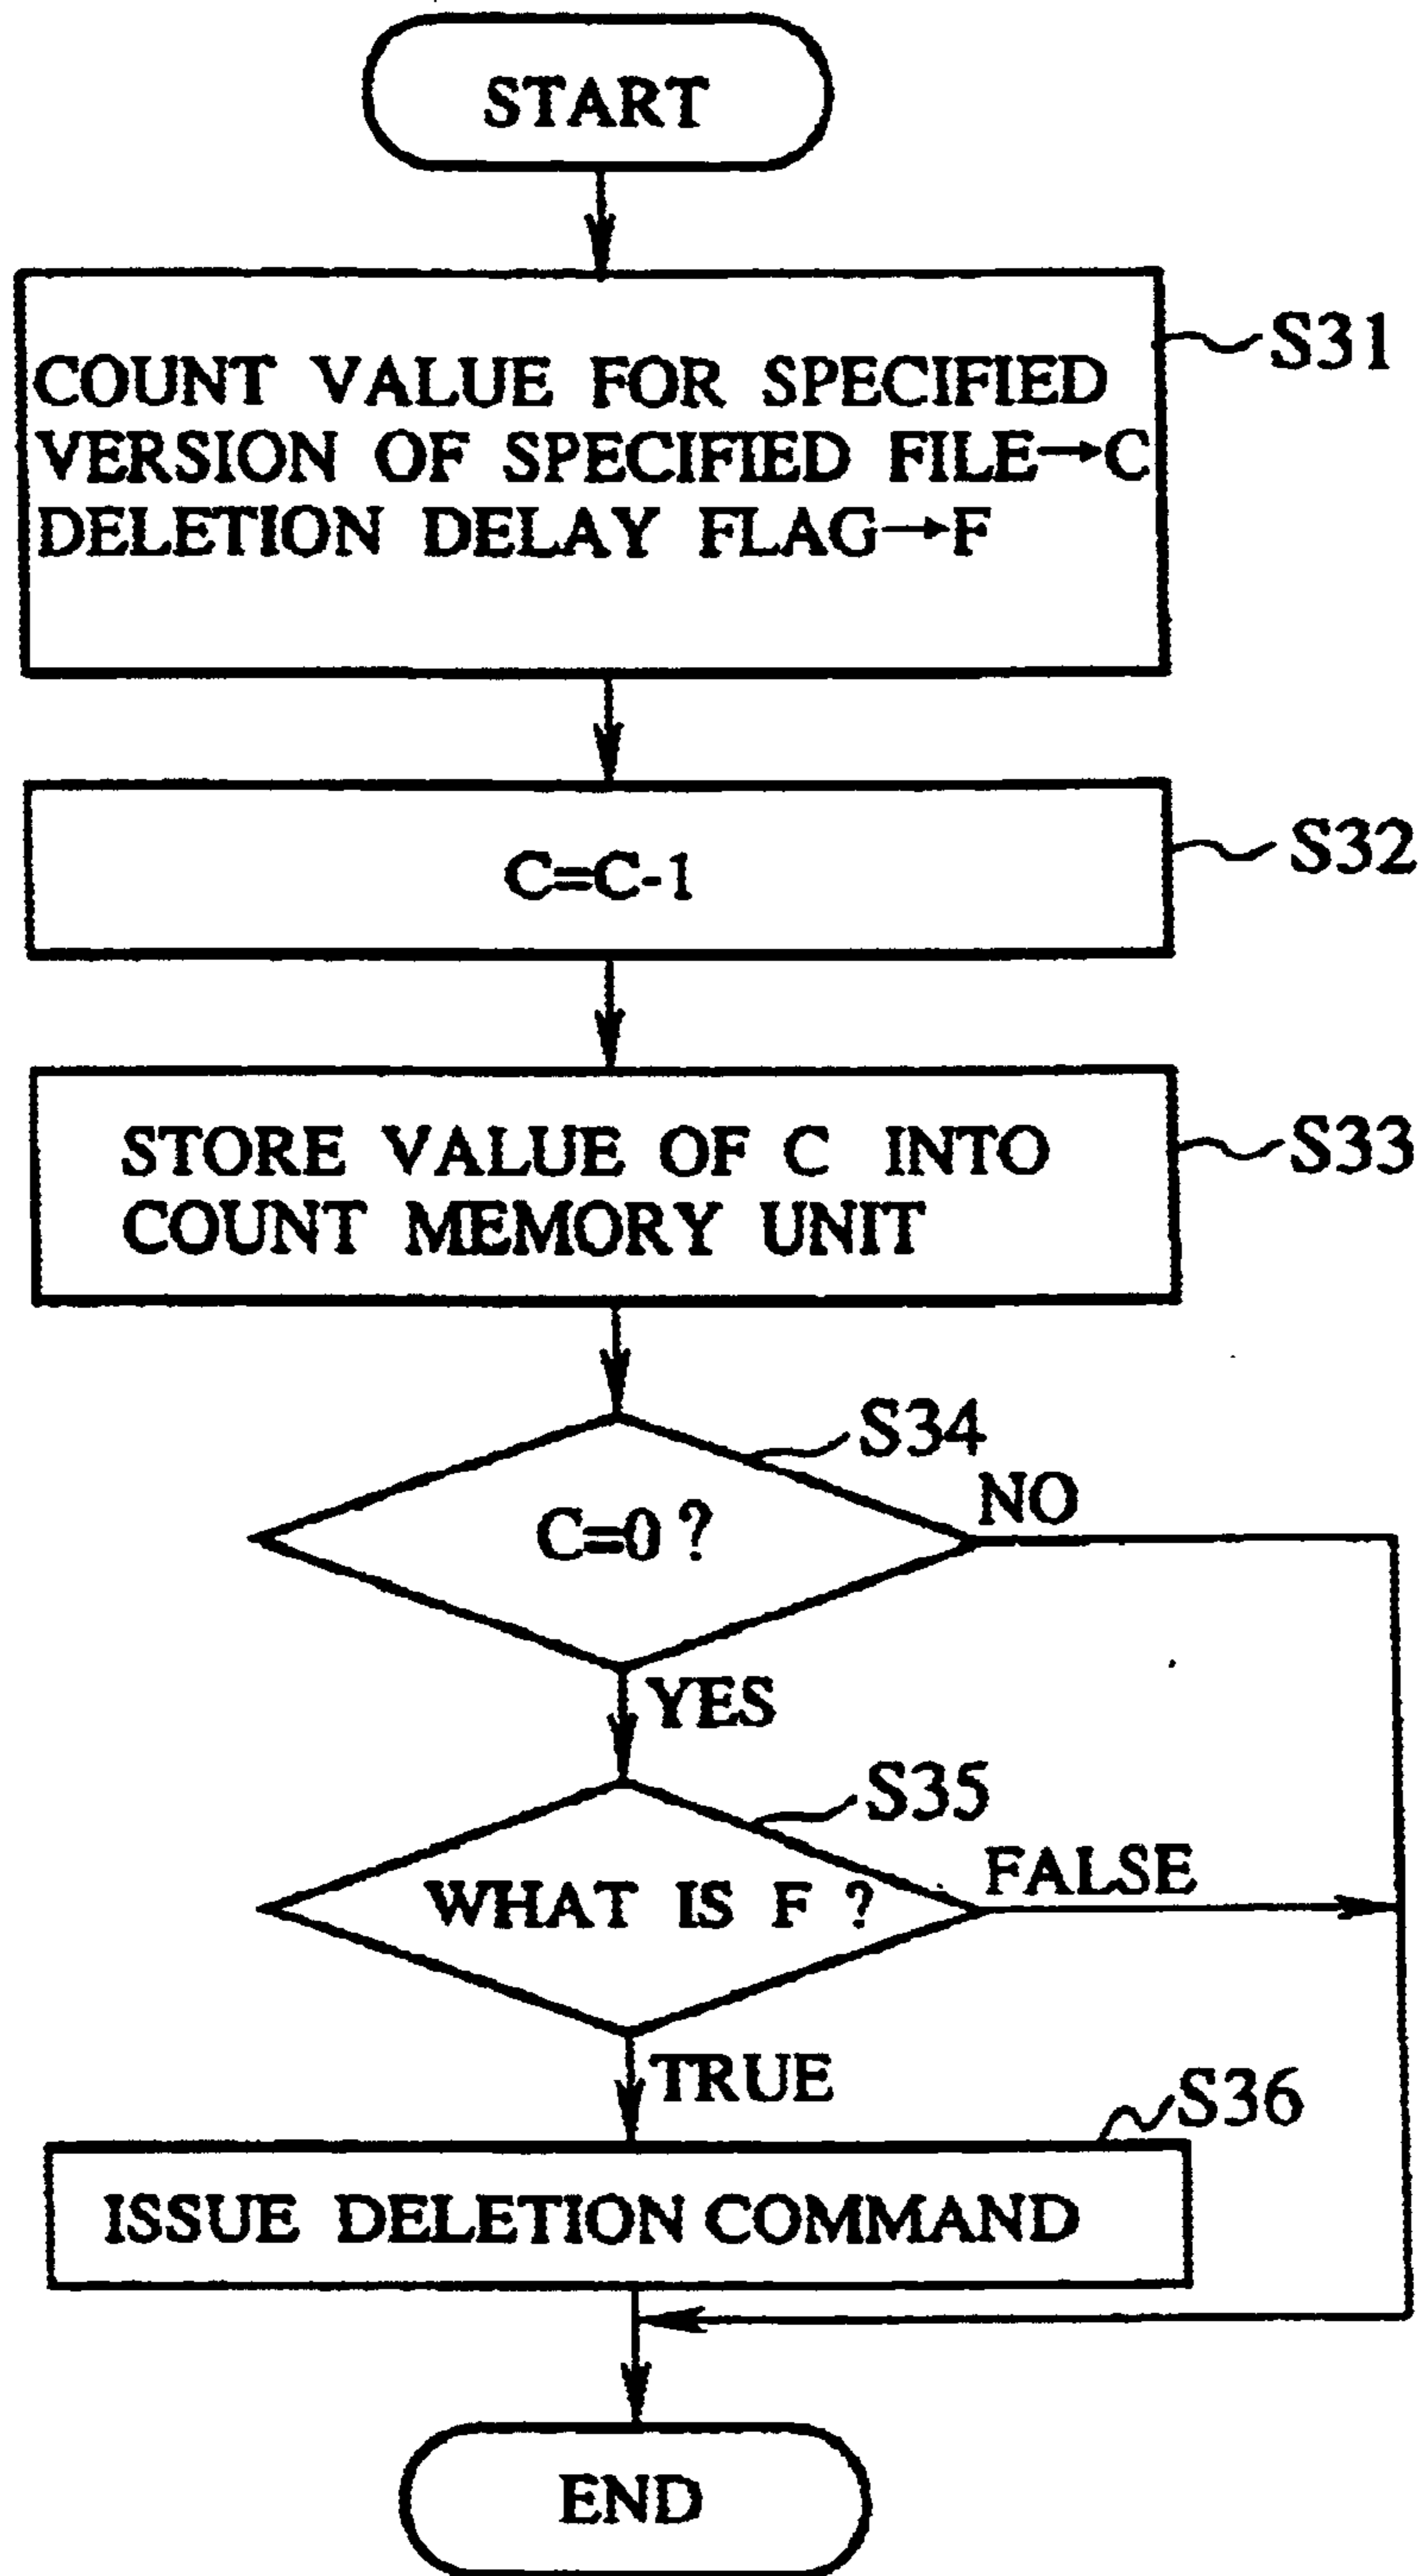 START
COUNT VALUE FOR SPECIFIED
VERSION OF SPECIFIED FILE→C
DELETION DELAY FLAG→F
S31
C=C-1
S32
STORE VALUE OF C INTO
COUNT MEMORY UNIT
S33
S34
C=0?
NO
YES
S35
WHAT IS F ?
FALSE
TRUE
S36
ISSUE DELETION COMMAND
END